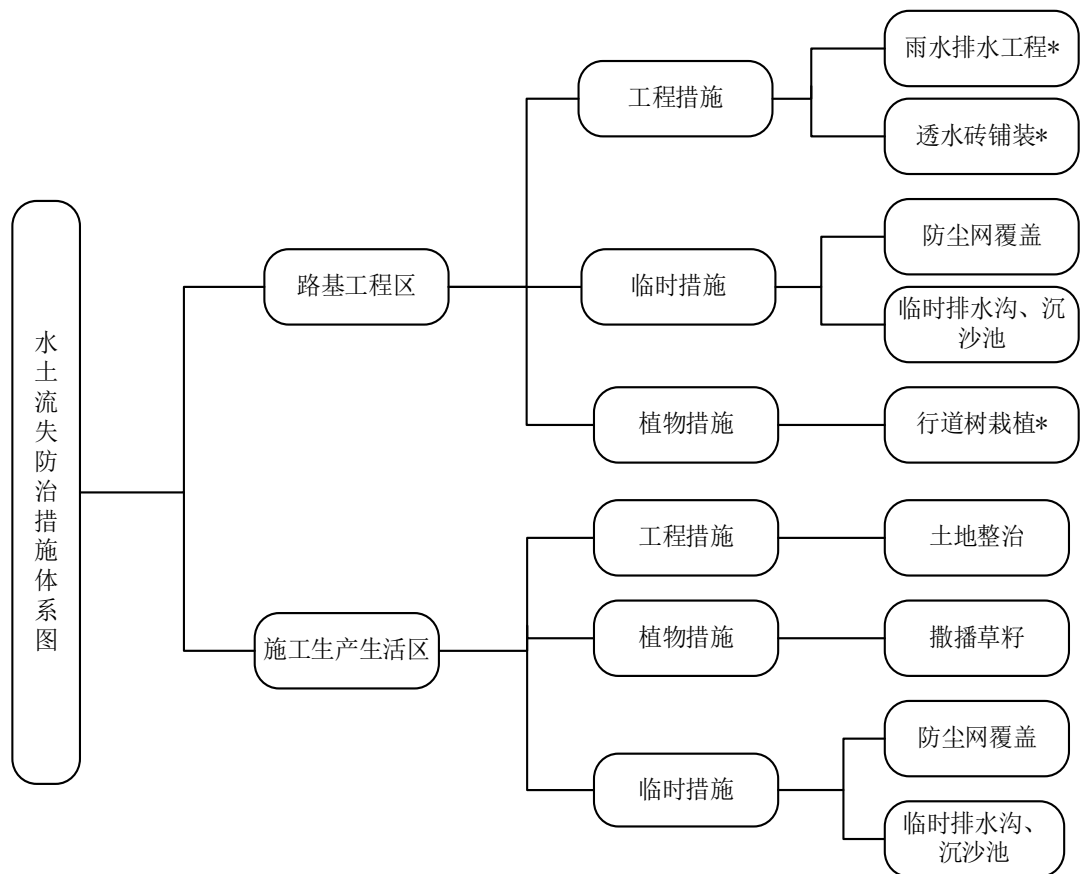 水土流失防治措施体系图
路基工程区
工程措施
雨水排水工程*
透水砖铺装*
临时措施
防尘网覆盖
临时排水沟、沉
沙池
植物措施
行道树栽植*
施工生产生活区
工程措施
土地整治
植物措施
撒播草籽
临时措施
防尘网覆盖
临时排水沟、
沉沙池